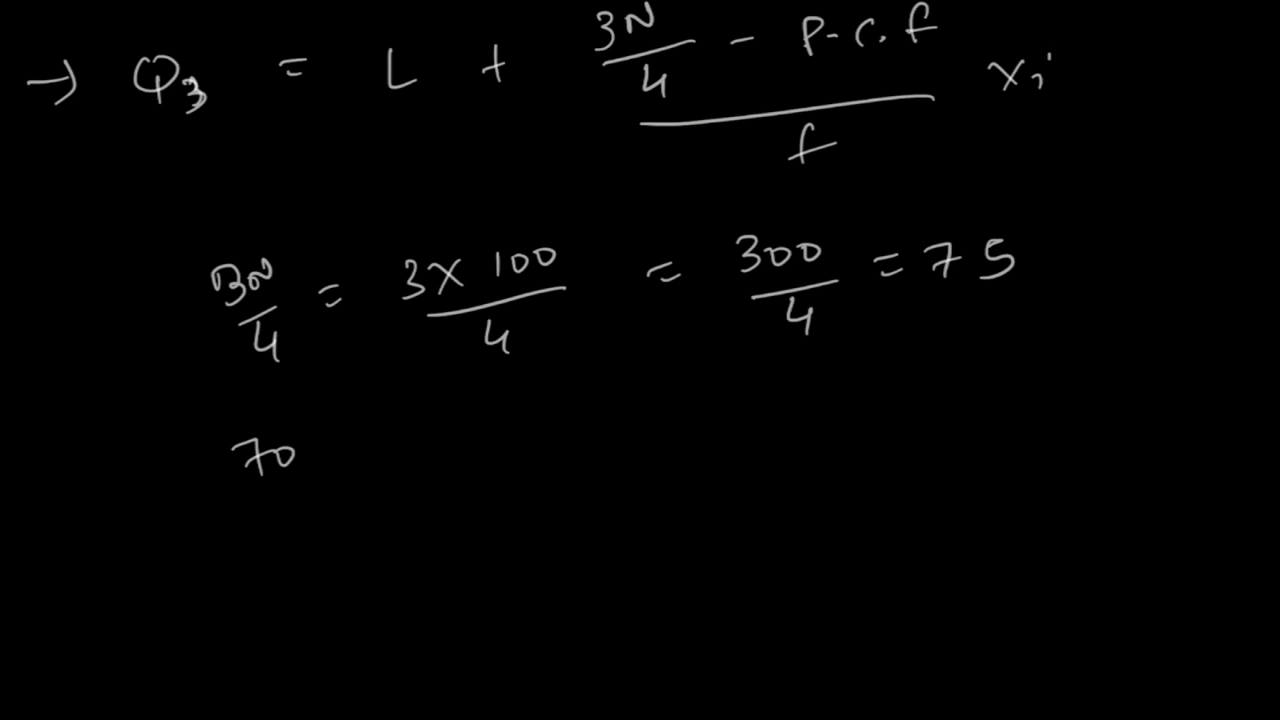 → Q₃ = L + (3N/4 - P.C.f)/f × i
3N/4 = 3 × 100/4 = 300/4 = 75
70